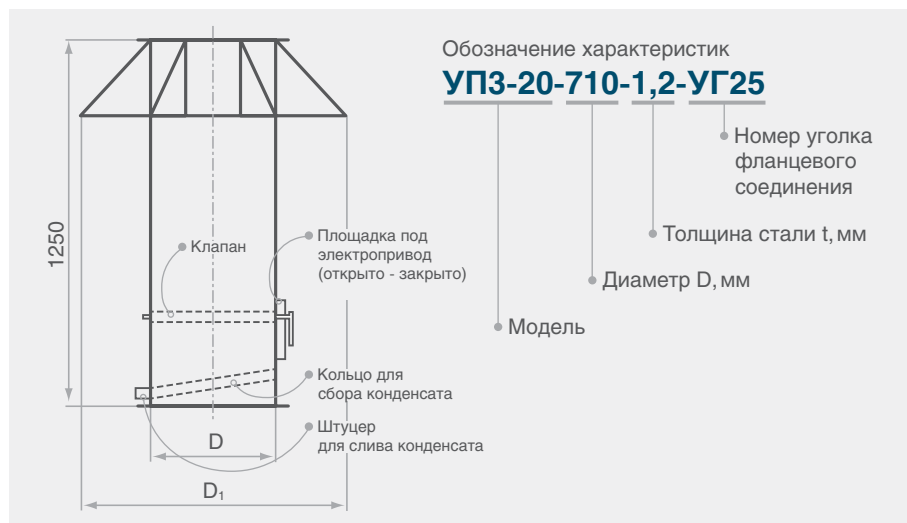 Обозначение характеристик
УП3-20-710-1,2-УГ25
Номер уголка
фланцевого
соединения
Толщина стали t, мм
Диаметр D, мм
Модель
1250
Клапан
Площадка под
электропривод
(открыто - закрыто)
Кольцо для
сбора конденсата
Штуцер
для слива конденсата
D
D₁